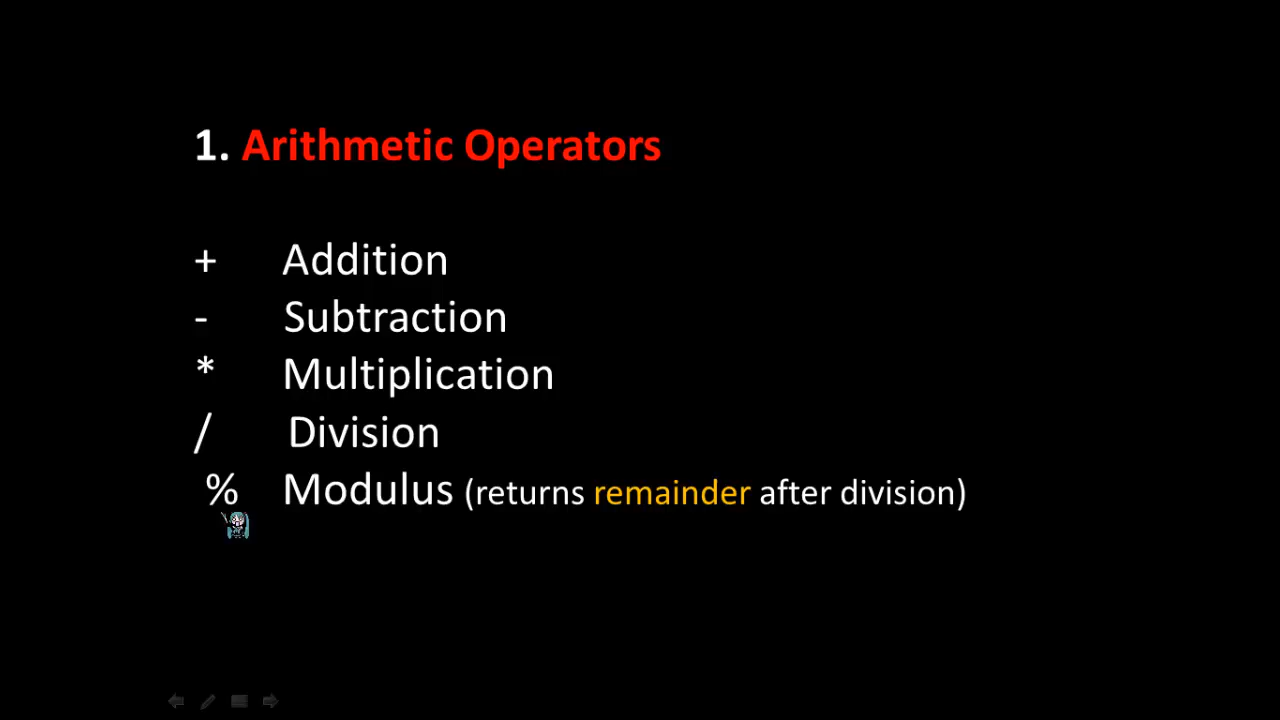 1. Arithmetic Operators
+ Addition
- Subtraction
* Multiplication
/ Division
% Modulus (returns remainder after division)